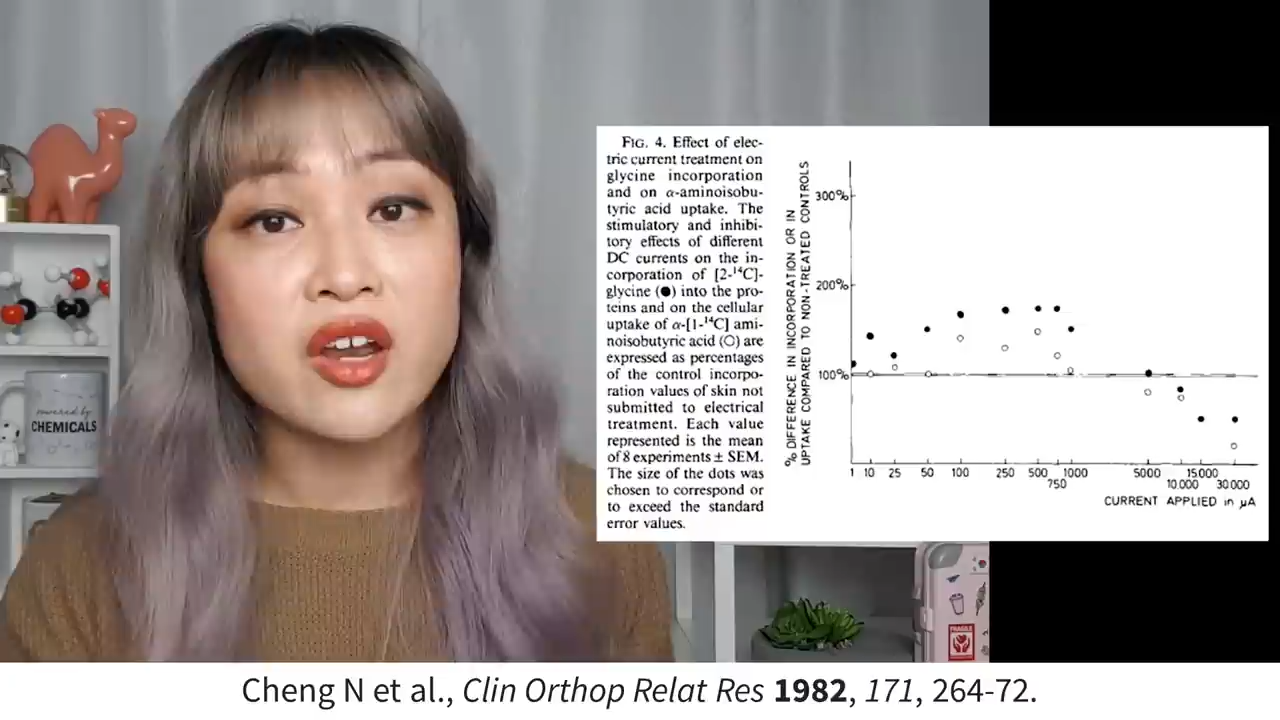 powered by
CHEMICALS
FIG. 4. Effect of elec-
tric current treatment on
glycine incorporation
and on α-aminoisobu-
tyric acid uptake. The
stimulatory and inhibi-
tory effects of different
DC currents on the in-
corporation of [2-¹⁴C]-
glycine (●) into the pro-
teins and on the cellular
uptake of α-[1-¹⁴C] ami-
noisobutyric acid (○) are
expressed as percentages
of the control incorpo-
ration values of skin not
submitted to electrical
treatment. Each value
represented is the mean
of 8 experiments ± SEM.
The size of the dots was
chosen to correspond or
to exceed the standard
error values.
% DIFFERENCE IN INCORPORATION OR IN
UPTAKE COMPARED TO NON-TREATED CONTROLS
300%
200%
100%
1 10 25 50 100 250 500 1000 5000 15000
750 10.000 30.000
CURRENT APPLIED in µA
FRAGILE
Cheng N et al., Clin Orthop Relat Res 1982, 171, 264-72.